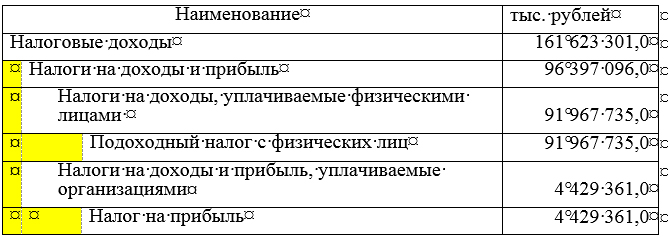 Наименование тыс. рублей
Налоговые доходы 161 623 301,0
Налоги на доходы и прибыль 96 397 096,0
Налоги на доходы, уплачиваемые физическими
лицами 91 967 735,0
Подоходный налог с физических лиц 91 967 735,0
Налоги на доходы и прибыль, уплачиваемые
организациями 4 429 361,0
Налог на прибыль 4 429 361,0